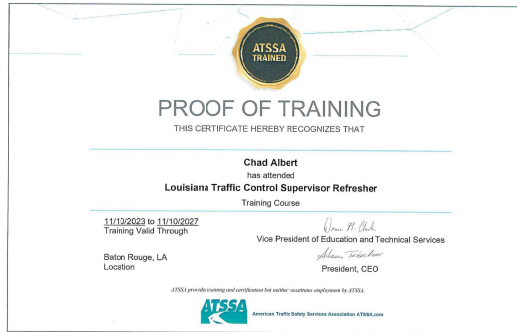 ATSSA
TRAINED
PROOF OF TRAINING
THIS CERTIFICATE HEREBY RECOGNIZES THAT
Chad Albert
has attended
Louisiana Traffic Control Supervisor Refresher
Training Course
11/10/2023 to 11/10/2027
Training Valid Through
Vice President of Education and Technical Services
Baton Rouge, LA
Location
President, CEO
ATSSA provides training and certification but neither constitutes employment by ATSSA.
ATSSA
American Traffic Safety Services Association ATSSA.com